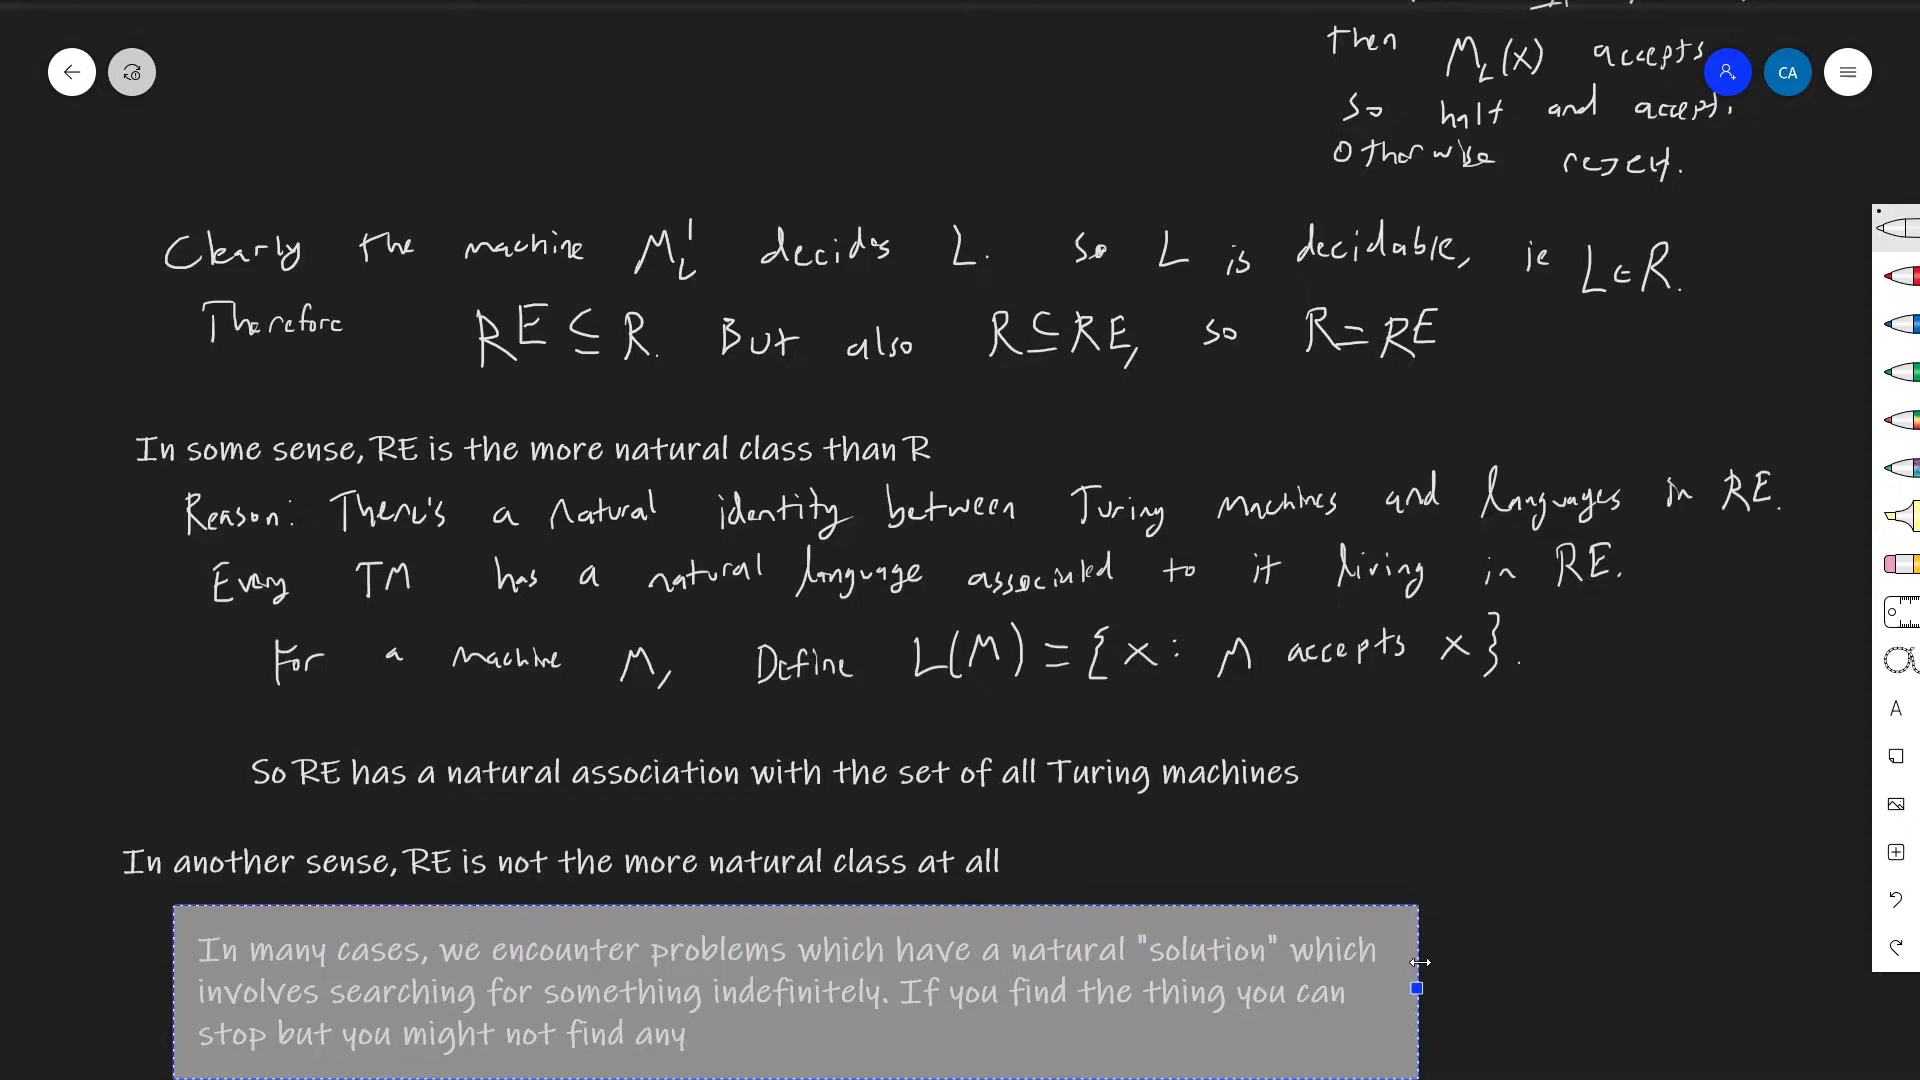 then M_L(x) accepts
So halt and accept.
Otherwise reject.
CA
Clearly the machine M_L' decides L. So L is decidable, ie L∈R.
Therefore RE ⊆ R. But also R ⊆ RE, so R = RE
In some sense, RE is the more natural class than R
Reason: There's a natural identity between Turing machines and languages in RE.
Every TM has a natural language associated to it living in RE.
For a machine M, Define L(M) = {x : M accepts x}.
So RE has a natural association with the set of all Turing machines
In another sense, RE is not the more natural class at all
In many cases, we encounter problems which have a natural "solution" which
involves searching for something indefinitely. If you find the thing you can
stop but you might not find any
A